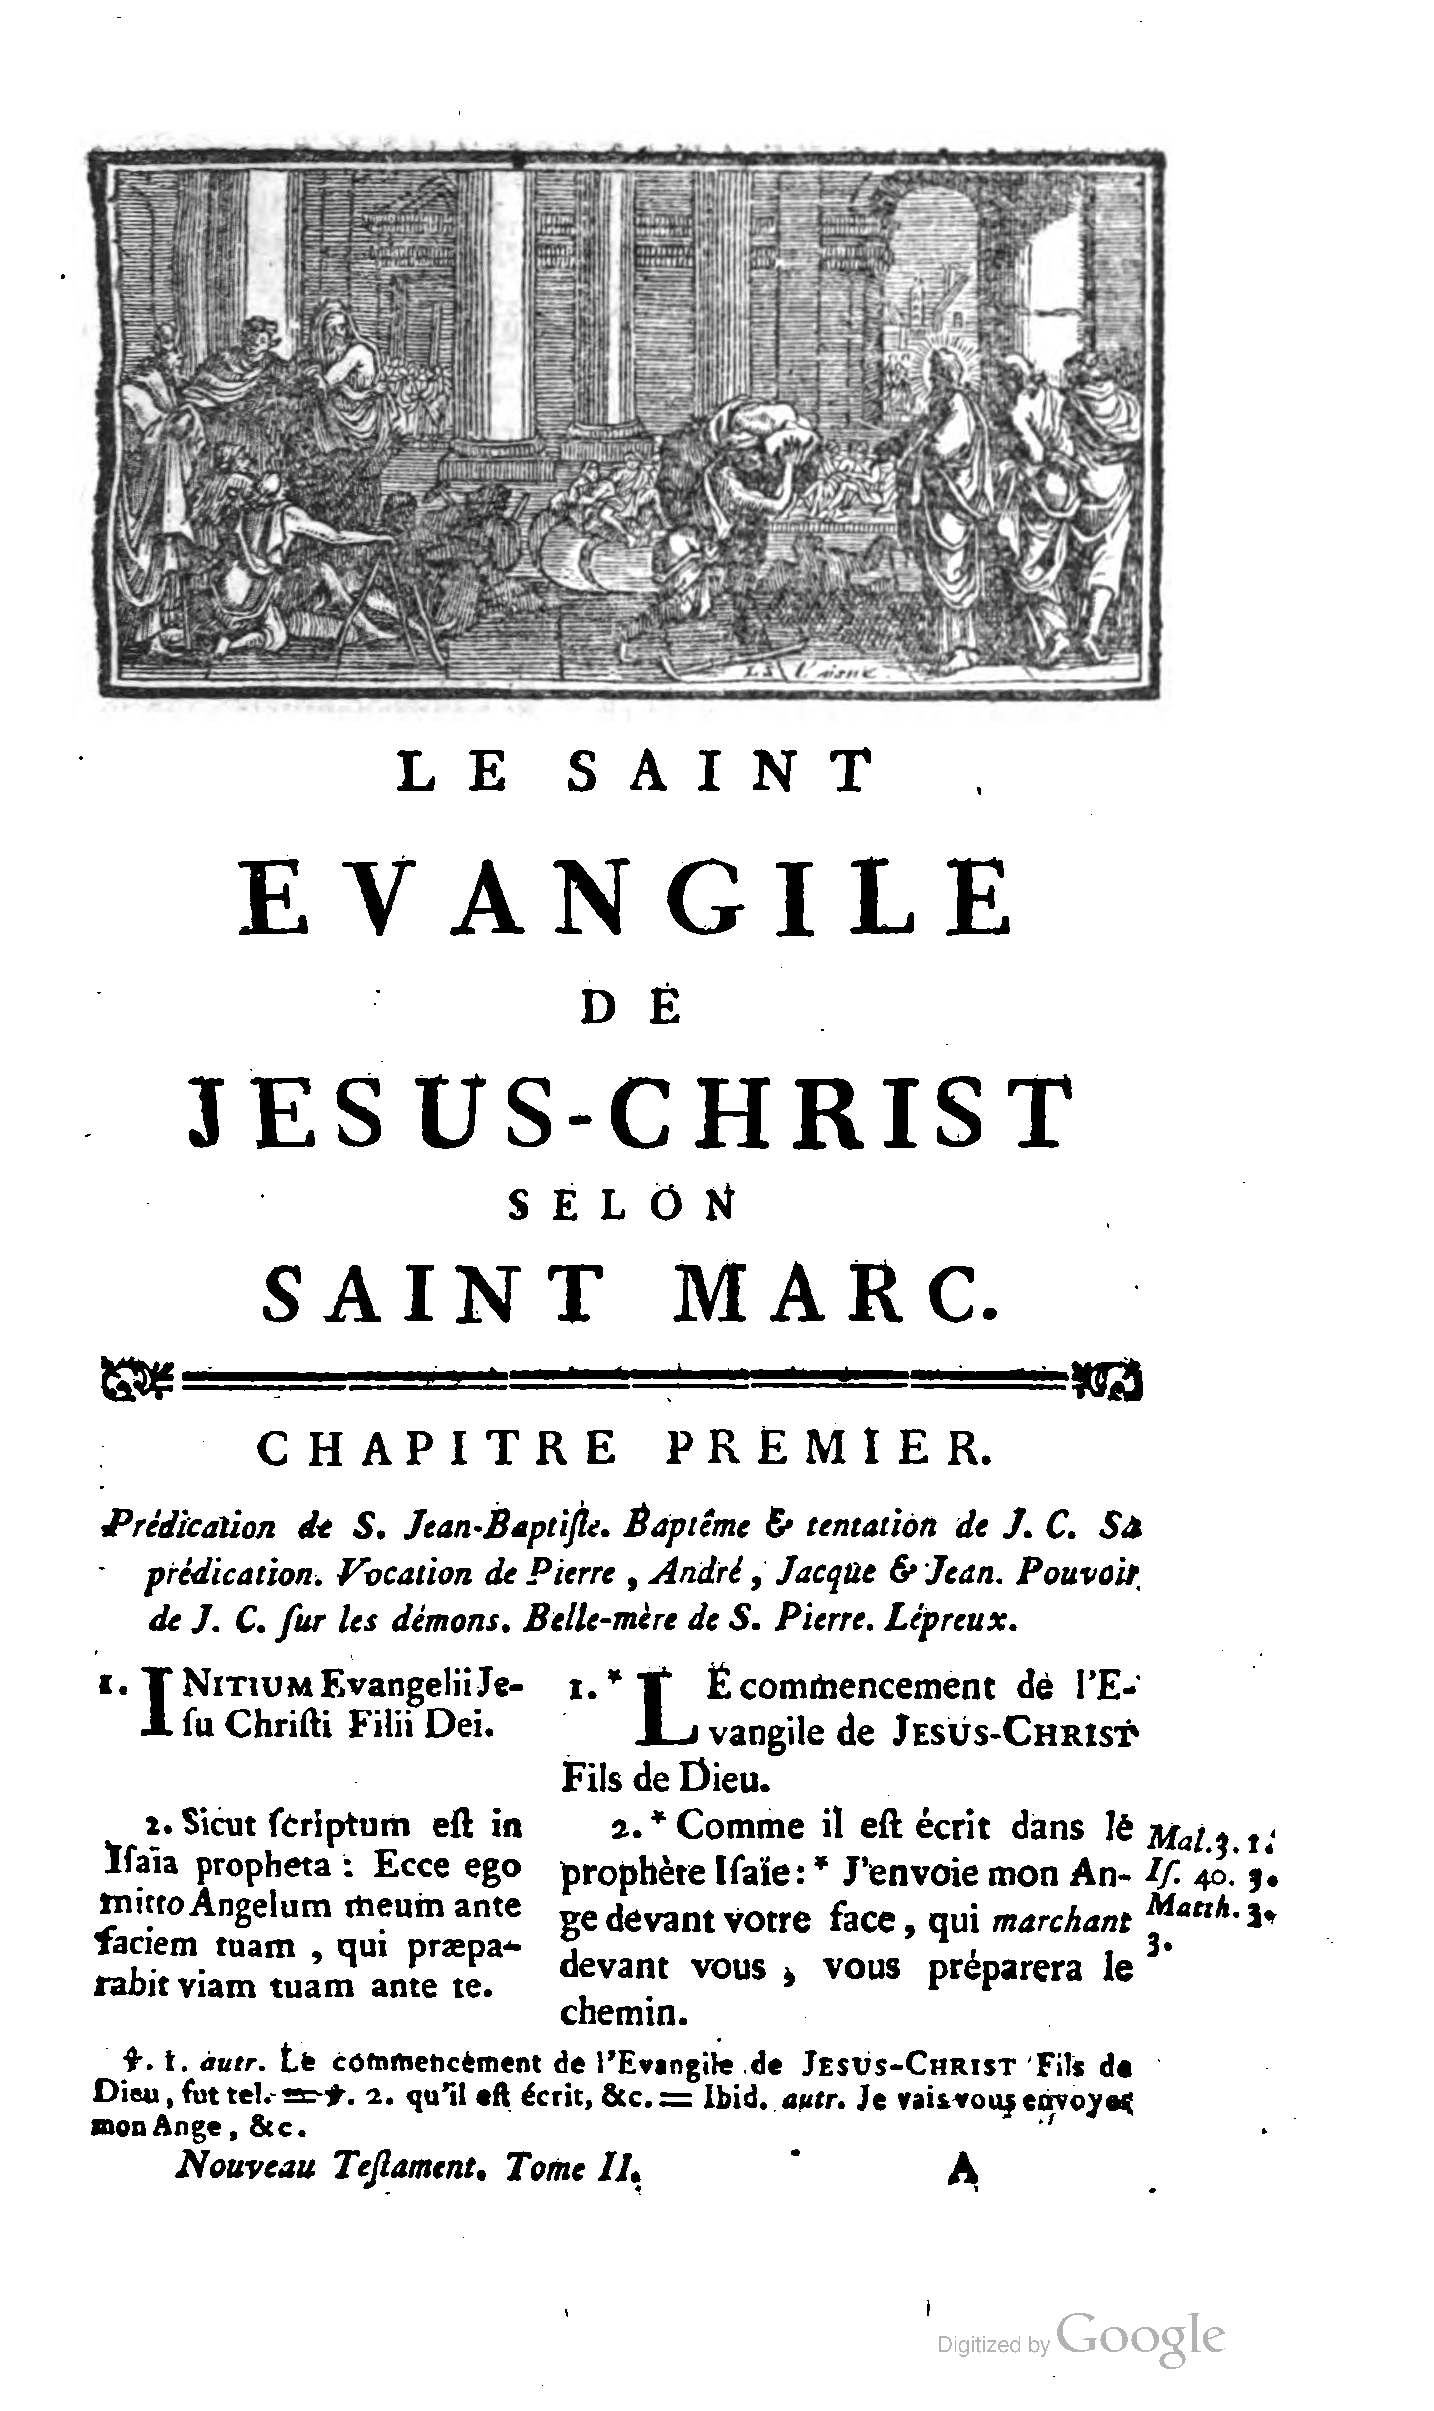 LE SAINT
EVANGILE
DE
JESUS-CHRIST
SELON
SAINT MARC.
CHAPITRE PREMIER.
Prédication de S. Jean-Baptiſte. Baptême & tentation de J. C. Sa
prédication. Vocation de Pierre, André, Jacque & Jean. Pouvoir
de J. C. ſur les démons. Belle-mère de S. Pierre. Lépreux.
1. INITIUM Evangelii Je-
ſu Chriſti Filii Dei.
2. Sicut ſcriptum eſt in
Iſaïa propheta : Ecce ego
mitto Angelum meum ante
faciem tuam , qui præpa-
rabit viam tuam ante te.
1. * LE commencement de l'E-
vangile de JESUS-CHRIST
Fils de Dieu.
2. * Comme il eſt écrit dans le
prophète Iſaïe : * J'envoie mon An-
ge devant votre face, qui marchant
devant vous , vous préparera le
chemin.
Mal. 3. 1.
Iſ. 40. 3.
Matth. 3.
3.
℣. 1. autr. Le commencement de l'Evangile de JESUS-CHRIST Fils de
Dieu, fut tel. = ℣. 2. qu'il eſt écrit, &c. = Ibid. autr. Je vais vous envoyer
mon Ange, &c.
Nouveau Teſtament. Tome II. A
Digitized by Google